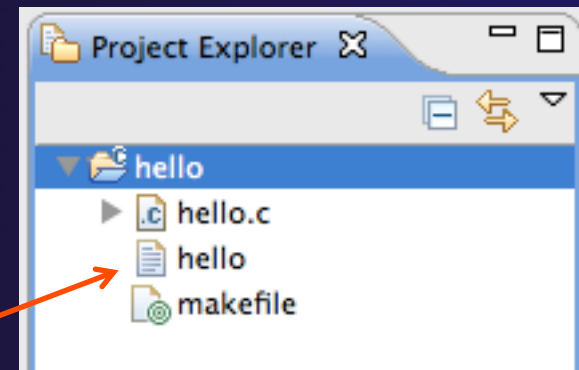 Project Explorer
hello
.c hello.c
hello
makefile